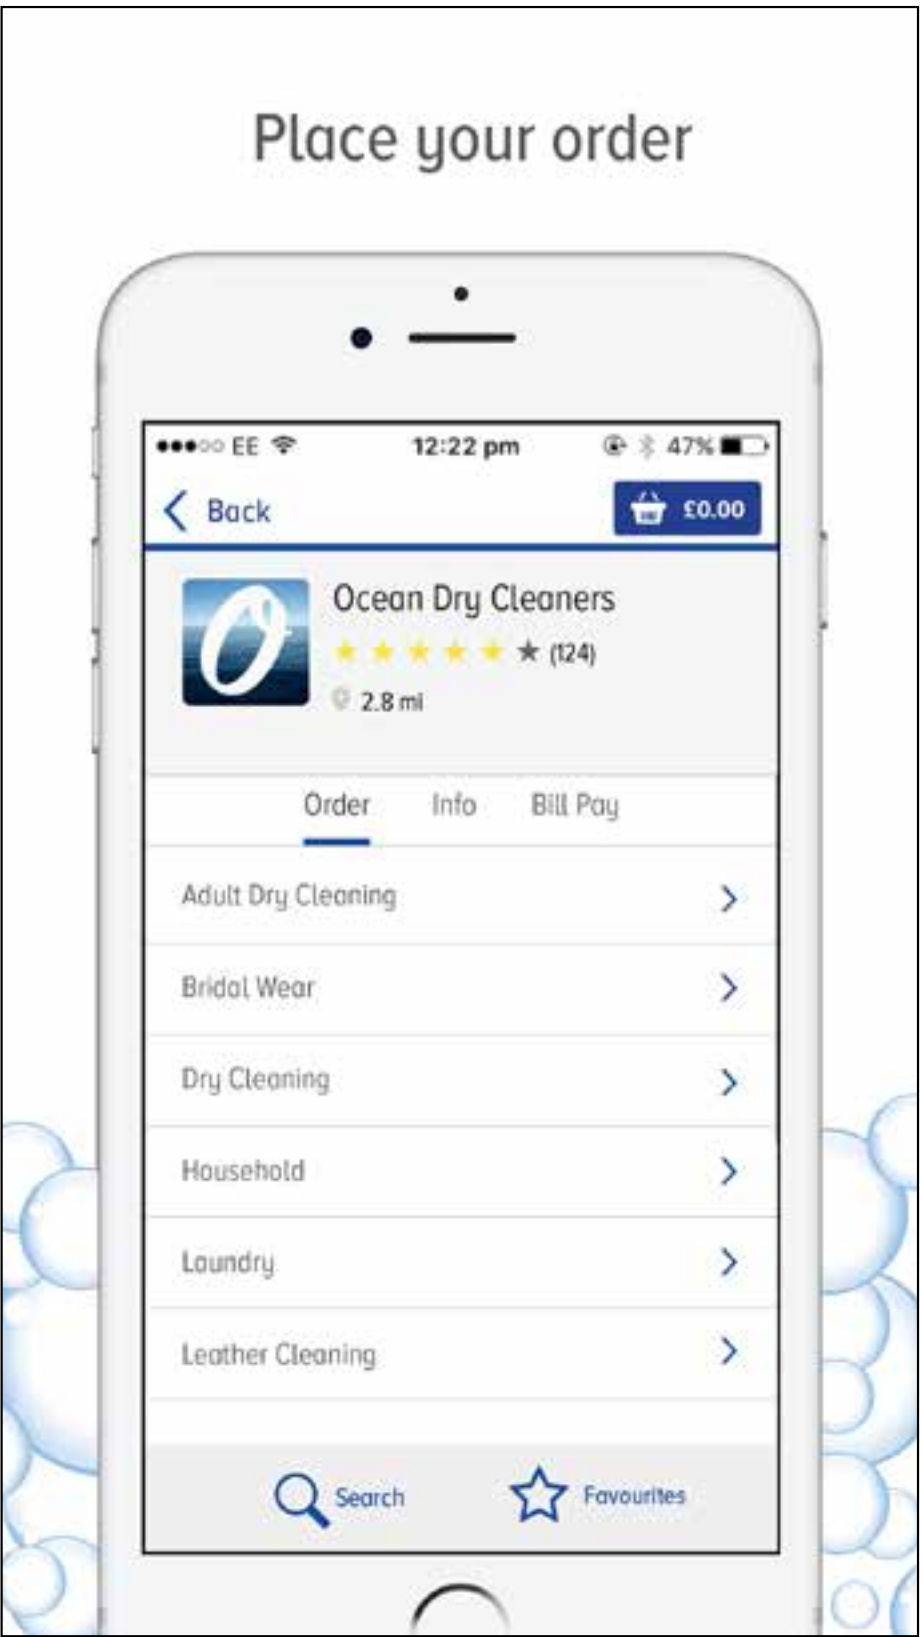 Place your order
EE 12:22 pm 47%
Back £0.00
O
Ocean Dry Cleaners
(124)
2.8 mi
Order Info Bill Pay
Adult Dry Cleaning
Bridal Wear
Dry Cleaning
Household
Laundry
Leather Cleaning
Search Favourites